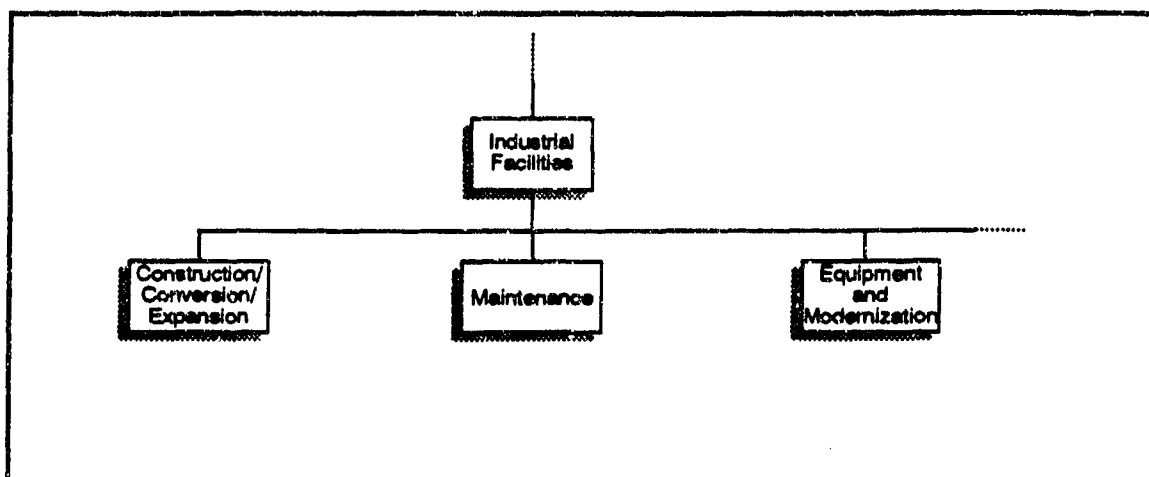 Industrial
Facilities
Construction/
Conversion/
Expansion
Maintenance
Equipment
and
Modernization